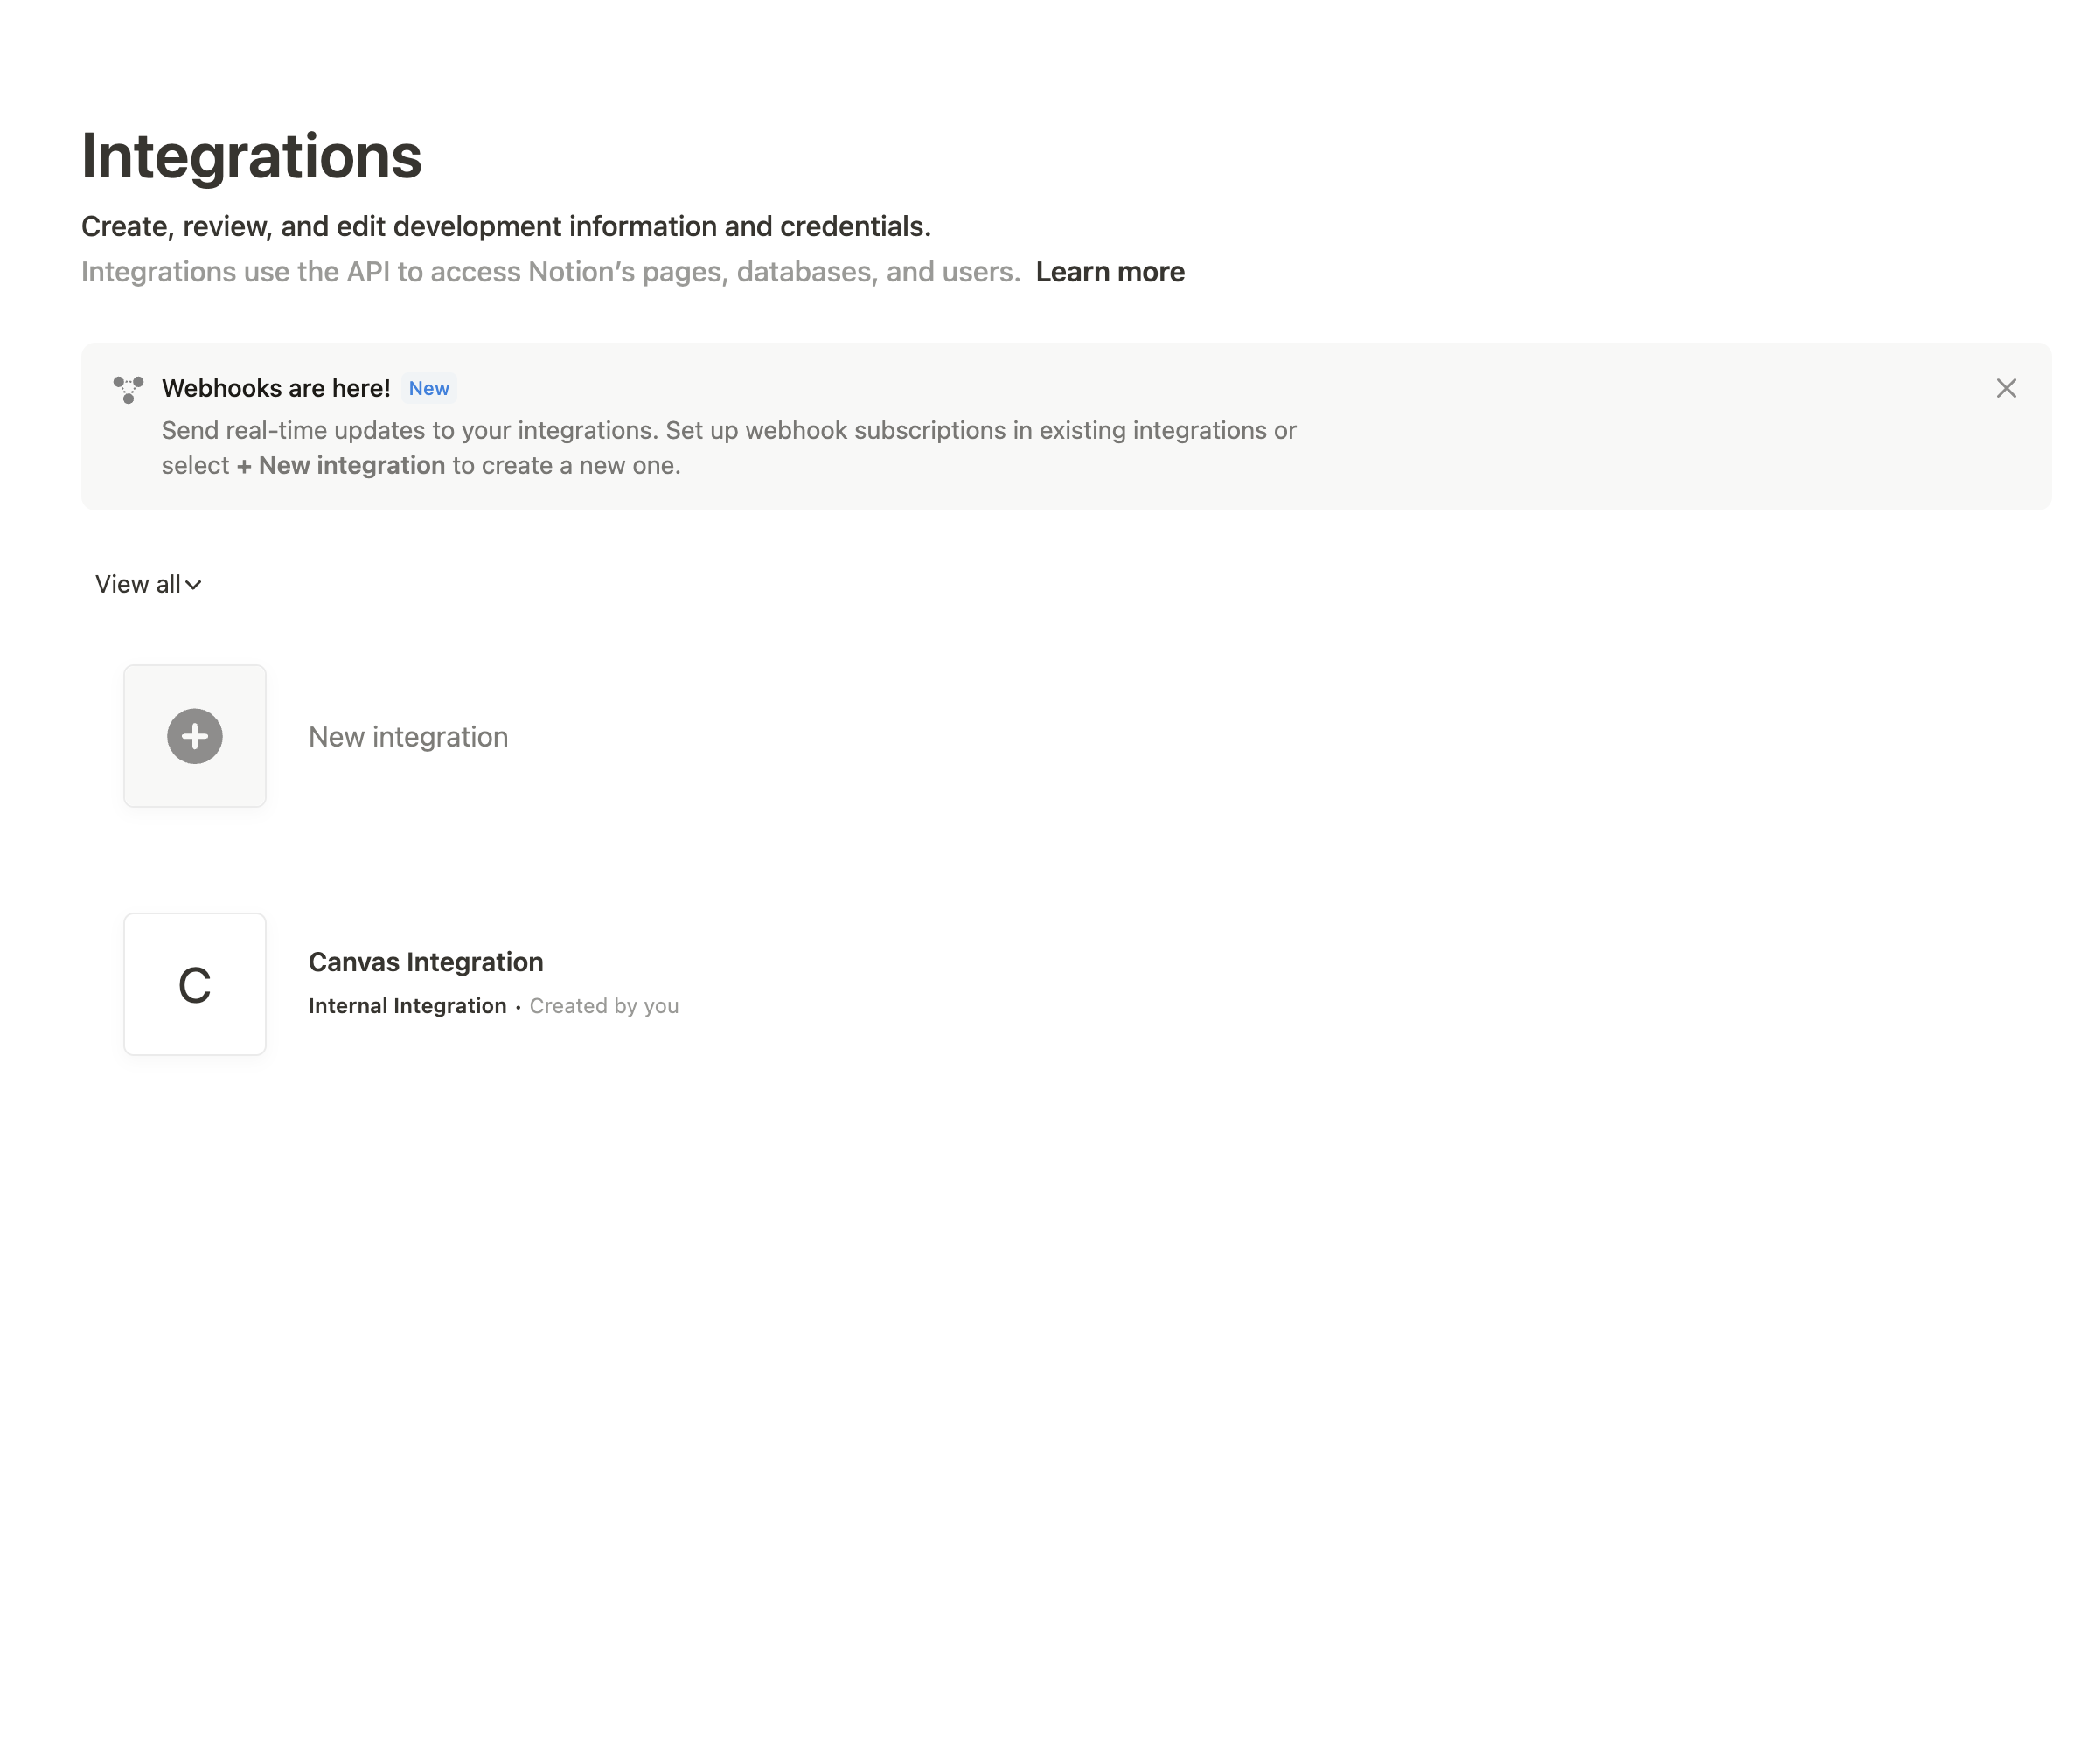 Integrations
Create, review, and edit development information and credentials.
Integrations use the API to access Notion’s pages, databases, and users. Learn more
Webhooks are here! New
Send real-time updates to your integrations. Set up webhook subscriptions in existing integrations or
select + New integration to create a new one.
View all
New integration
C
Canvas Integration
Internal Integration • Created by you